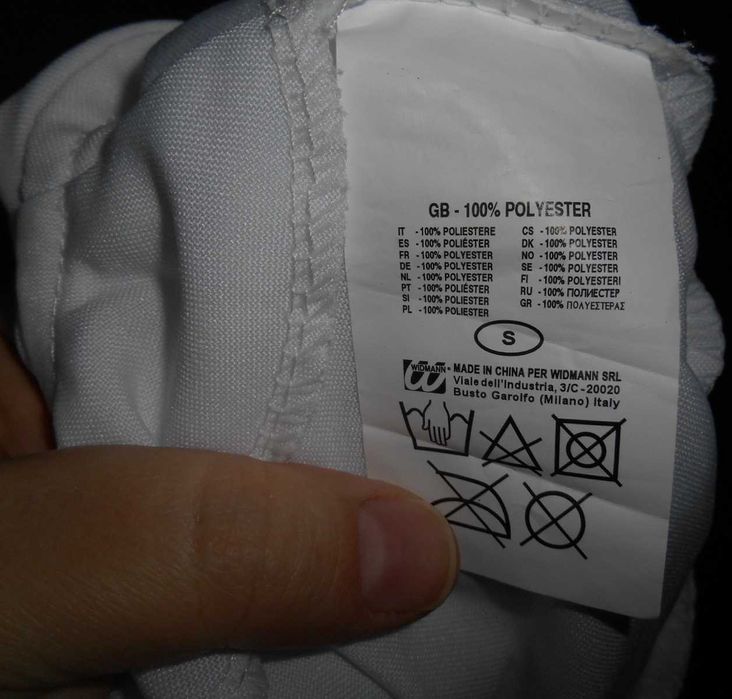 GB - 100% POLYESTER
IT - 100% POLIESTERE
ES - 100% POLIÉSTER
FR - 100% POLYESTER
DE - 100% POLYESTER
NL - 100% POLYESTER
PT - 100% POLIÉSTER
SI - 100% POLIESTER
PL - 100% POLIESTER
CS - 100% POLYESTER
DK - 100% POLYESTER
NO - 100% POLYESTER
SE - 100% POLYESTER
FI - 100% POLYESTERI
RU - 100% ПОЛИЕСТЕР
GR - 100% ΠΟΛΥΕΣΤΕΡΑΣ
S
WIDMANN
MADE IN CHINA PER WIDMANN SRL
Viale dell'Industria, 3/C - 20020
Busto Garolfo (Milano) Italy